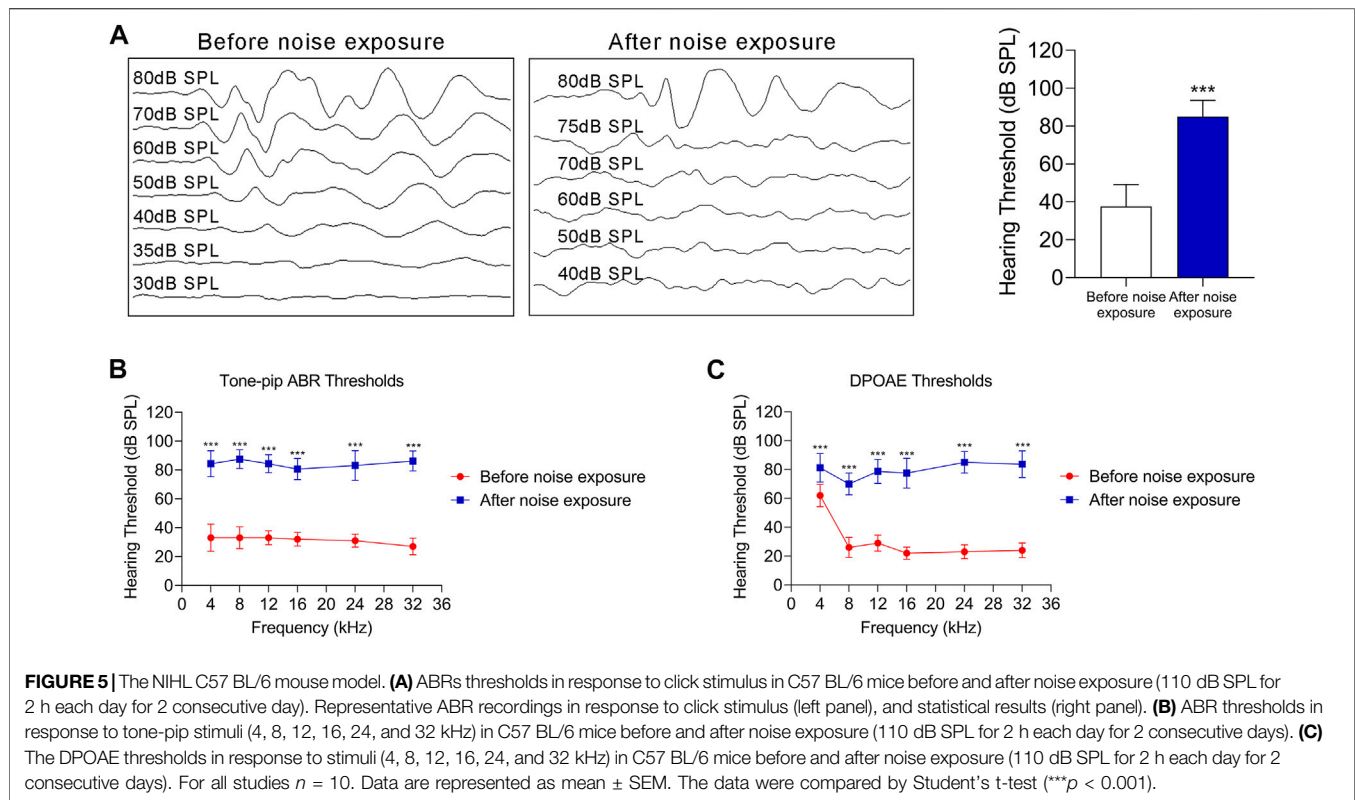 A
Before noise exposure
After noise exposure
80dB SPL
70dB SPL
60dB SPL
50dB SPL
40dB SPL
35dB SPL
30dB SPL
80dB SPL
75dB SPL
70dB SPL
60dB SPL
50dB SPL
40dB SPL
Hearing Threshold (dB SPL)
120
100
80
60
40
20
0
***
Before noise
exposure
After noise
exposure
B
Tone-pip ABR Thresholds
Hearing Threshold (dB SPL)
120
100
80
60
40
20
0
*** *** *** *** *** ***
0 4 8 12 16 20 24 28 32 36
Frequency (kHz)
Before noise exposure
After noise exposure
C
DPOAE Thresholds
Hearing Threshold (dB SPL)
120
100
80
60
40
20
0
*** *** *** *** *** ***
0 4 8 12 16 20 24 28 32 36
Frequency (kHz)
Before noise exposure
After noise exposure
FIGURE 5 | The NIHL C57 BL/6 mouse model. (A) ABRs thresholds in response to click stimulus in C57 BL/6 mice before and after noise exposure (110 dB SPL for
2 h each day for 2 consecutive day). Representative ABR recordings in response to click stimulus (left panel), and statistical results (right panel). (B) ABR thresholds in
response to tone-pip stimuli (4, 8, 12, 16, 24, and 32 kHz) in C57 BL/6 mice before and after noise exposure (110 dB SPL for 2 h each day for 2 consecutive days). (C)
The DPOAE thresholds in response to stimuli (4, 8, 12, 16, 24, and 32 kHz) in C57 BL/6 mice before and after noise exposure (110 dB SPL for 2 h each day for 2
consecutive days). For all studies n = 10. Data are represented as mean ± SEM. The data were compared by Student's t-test (***p < 0.001).